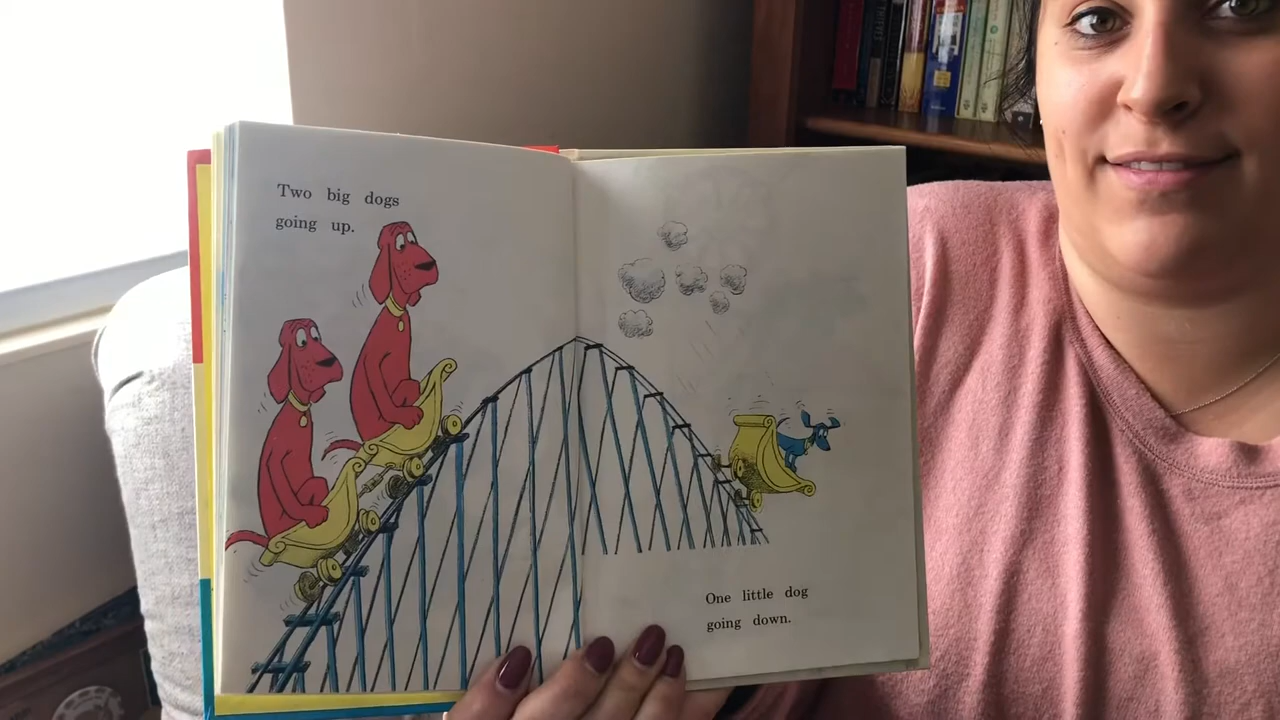 Two big dogs
going up.
One little dog
going down.